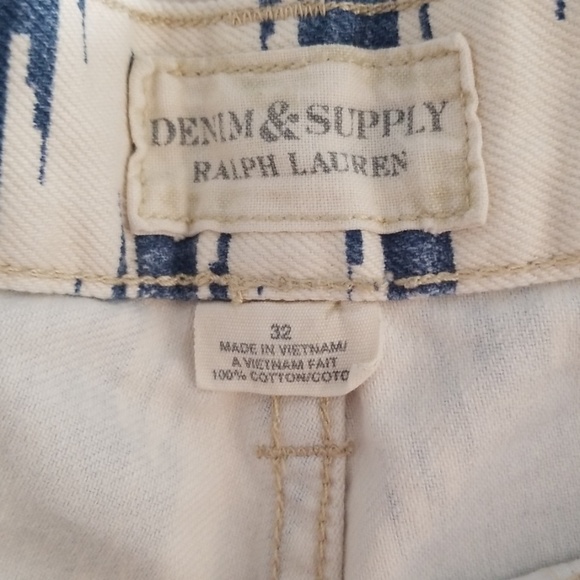 DENIM & SUPPLY
RALPH LAUREN
32
MADE IN VIETNAM/
A VIETNAM FAIT
100% COTTON/COTO